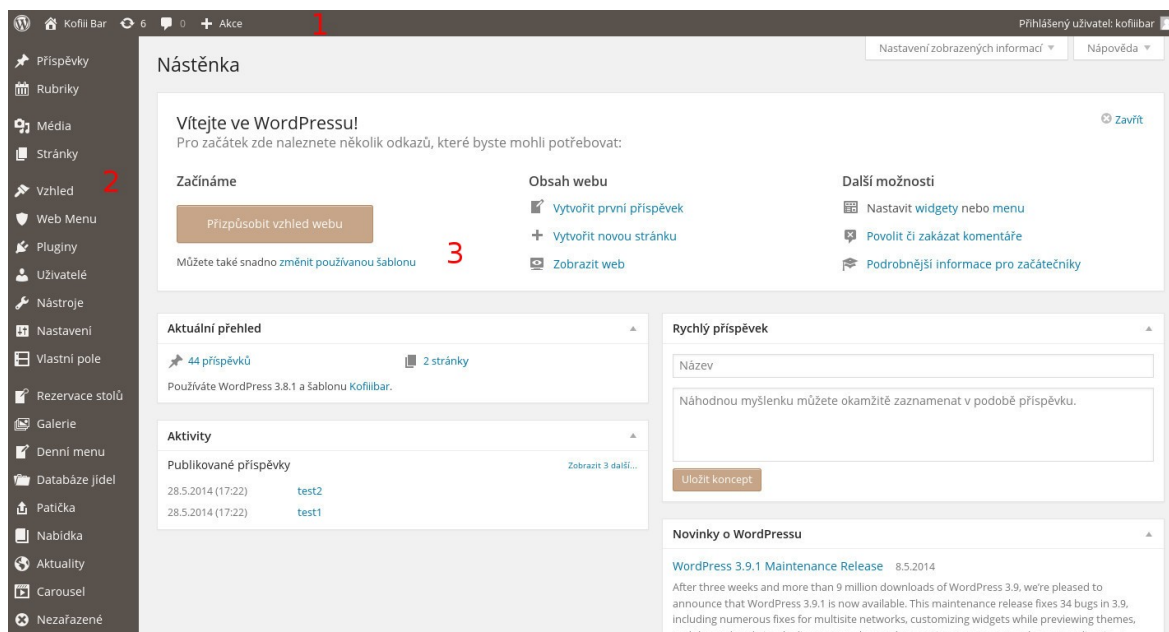 Kofiii Bar 6 0 + Akce 1 Přihlášený uživatel: kofiiibar
Nastavení zobrazených informací Nápověda
Příspěvky
Rubriky
Média
Stránky
Vzhled
2
Web Menu
Pluginy
Uživatelé
Nástroje
Nastavení
Vlastní pole
Rezervace stolů
Galerie
Denní menu
Databáze jídel
Patička
Nabídka
Aktuality
Carousel
Nezařazené
Nástěnka
Vítejte ve WordPressu! Zavřít
Pro začátek zde naleznete několik odkazů, které byste mohli potřebovat:
Začínáme
Přizpůsobit vzhled webu
Můžete také snadno změnit používanou šablonu
3
Obsah webu
Vytvořit první příspěvek
Vytvořit novou stránku
Zobrazit web
Další možnosti
Nastavit widgety nebo menu
Povolit či zakázat komentáře
Podrobnější informace pro začátečníky
Aktuální přehled
44 příspěvků 2 stránky
Používáte WordPress 3.8.1 a šablonu Kofiiibar.
Aktivity
Publikované příspěvky Zobrazit 3 další...
28.5.2014 (17:22) test2
28.5.2014 (17:22) test1
Rychlý příspěvek
Název
Náhodnou myšlenku můžete okamžitě zaznamenat v podobě příspěvku.
Uložit koncept
Novinky o WordPressu
WordPress 3.9.1 Maintenance Release 8.5.2014
After three weeks and more than 9 million downloads of WordPress 3.9, we're pleased to
announce that WordPress 3.9.1 is now available. This maintenance release fixes 34 bugs in 3.9,
including numerous fixes for multisite networks, customizing widgets while previewing themes,